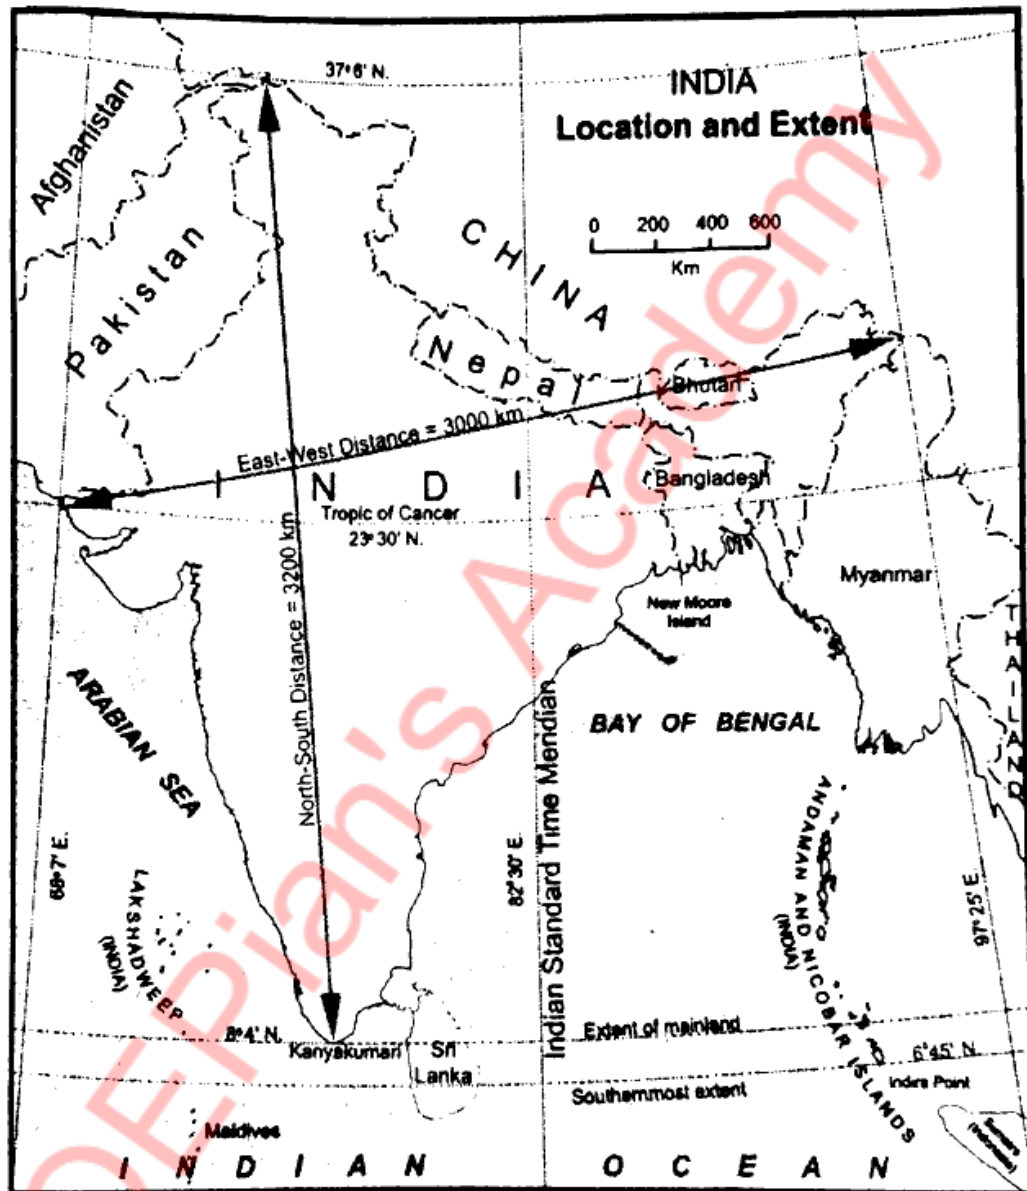 37°6' N.
INDIA
Location and Extent
0 200 400 600
Km
Afghanistan
Pakistan
CHINA
Nepal
Bhutan
East-West Distance = 3000 km
INDIA
Bangladesh
Tropic of Cancer
23°30' N.
North-South Distance = 3200 km
Myanmar
New Moore
Island
THAILAND
ARABIAN SEA
BAY OF BENGAL
68°7' E.
82°30' E.
Indian Standard Time Merdian
97°25' E.
LAKSHADWEEP
(INDIA)
ANDAMAN AND NICOBAR ISLANDS
(INDIA)
8°4' N.
Kanyakumari
Sri
Lanka
Extent of mainland
6°45' N
Indira Point
Southernmost extent
Maldives
Sumatra
(Indonesia)
INDIAN OCEAN
DEPian's Academy